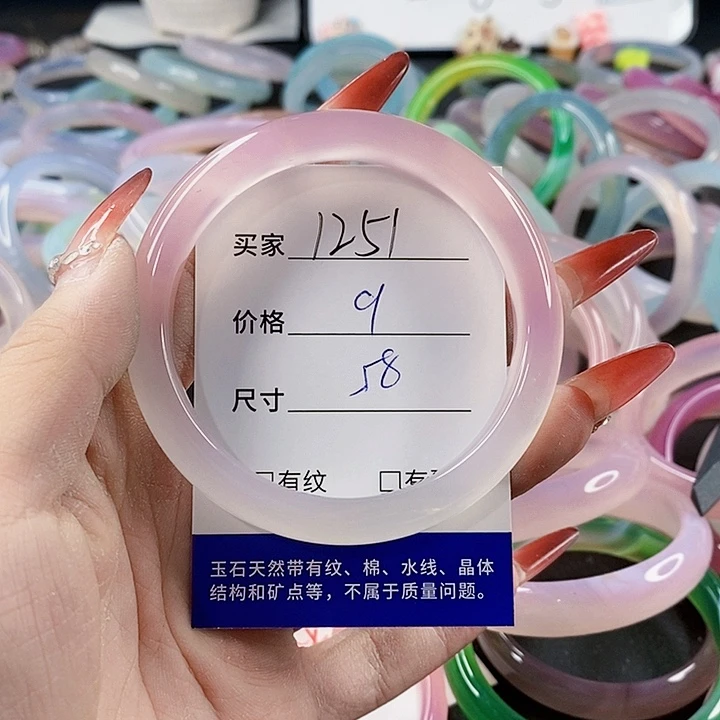 买家 1251
价格 9
尺寸 58
有纹 □有
玉石天然带有纹、棉、水线、晶体
结构和矿点等，不属于质量问题。